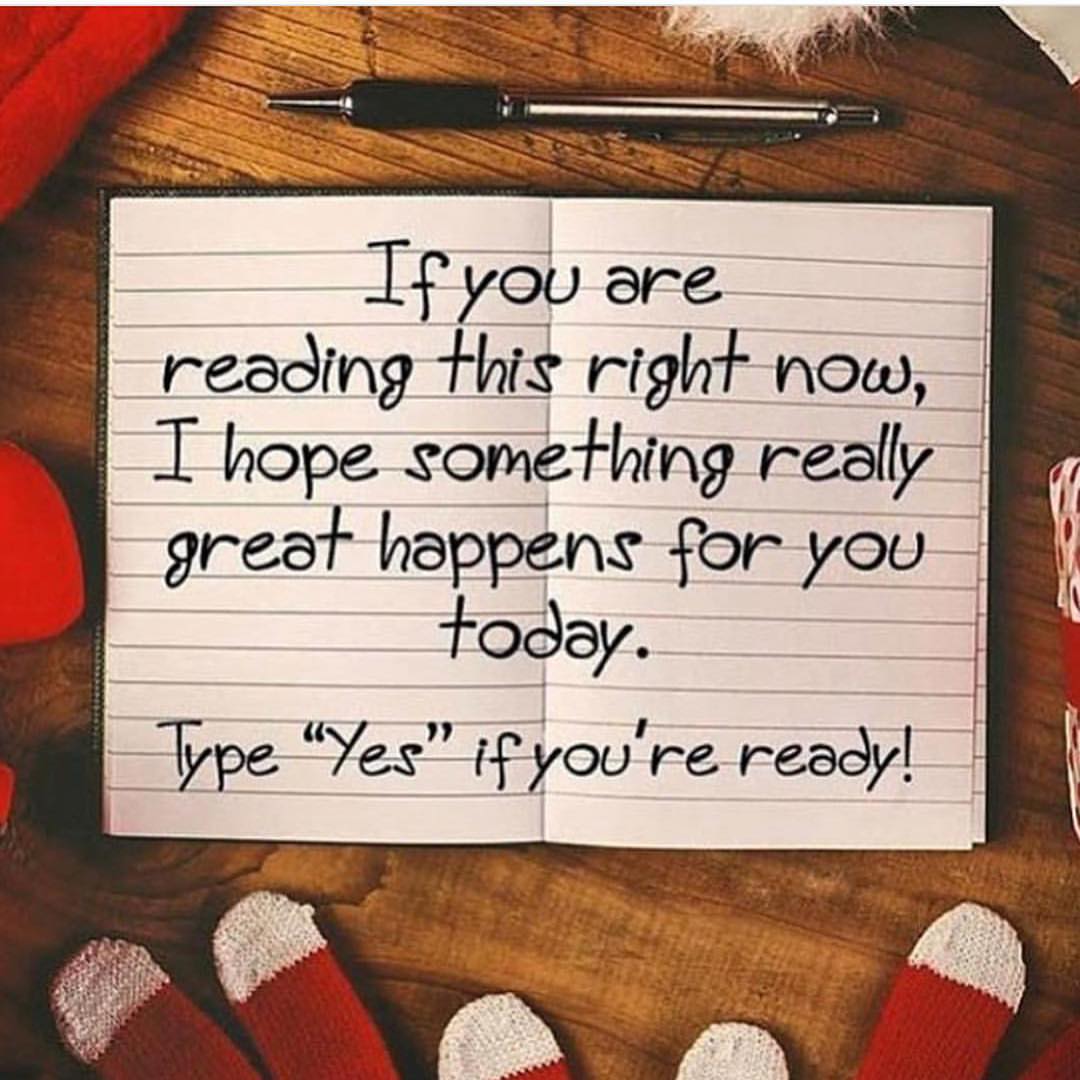 If you are
reading this right now,
I hope something really
great happens for you
today.
Type “Yes” if you're ready!